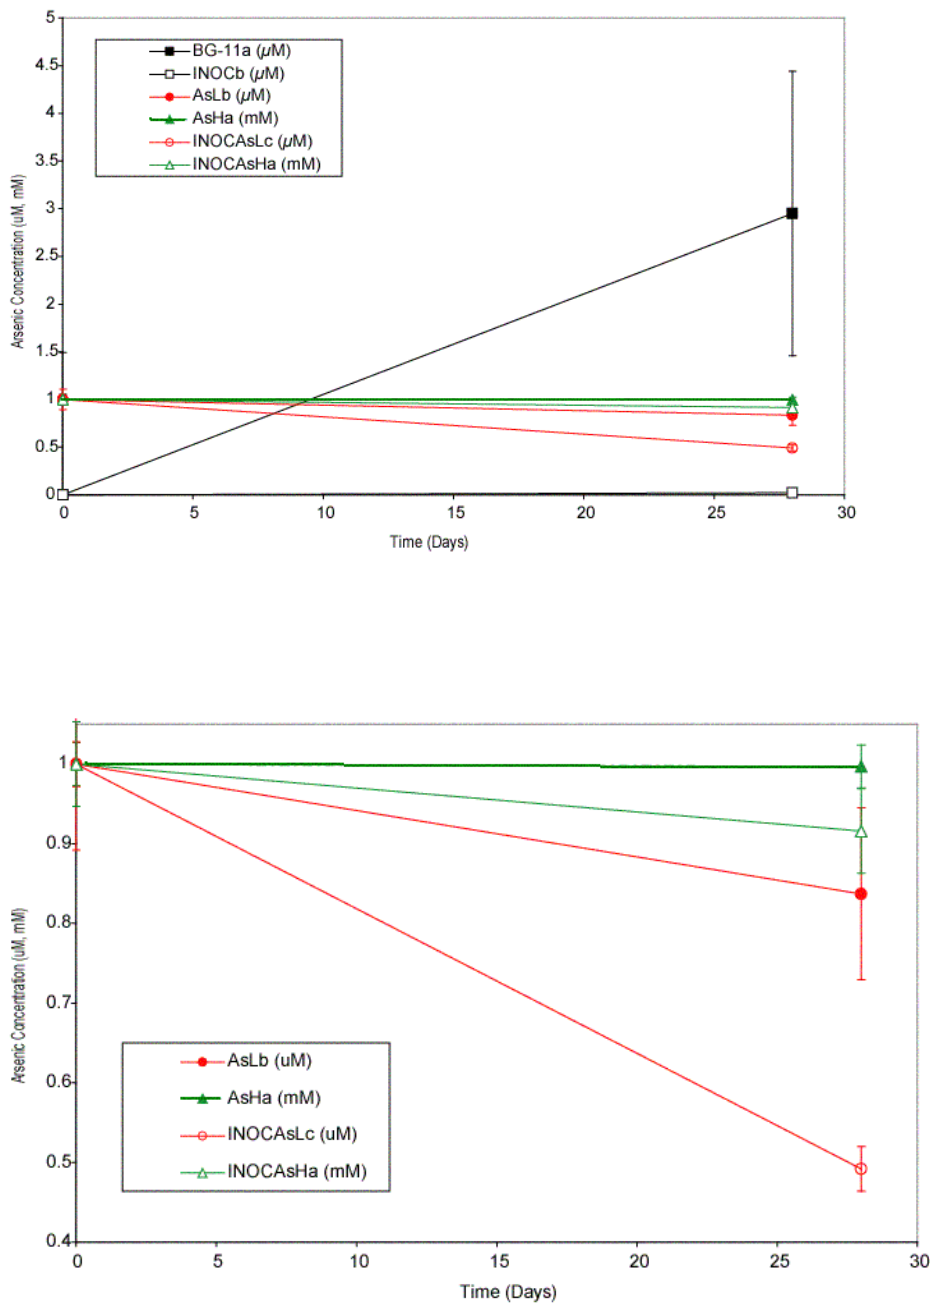 5
4.5
4
3.5
3
2.5
2
1.5
1
0.5
0
Arsenic Concentration (uM, mM)
BG-11a (µM)
INOCb (µM)
AsLb (µM)
AsHa (mM)
INOCAsLc (µM)
INOCAsHa (mM)
0 5 10 15 20 25 30
Time (Days)
1
0.9
0.8
0.7
0.6
0.5
0.4
Arsenic Concentration (uM, mM)
AsLb (uM)
AsHa (mM)
INOCAsLc (uM)
INOCAsHa (mM)
0 5 10 15 20 25 30
Time (Days)